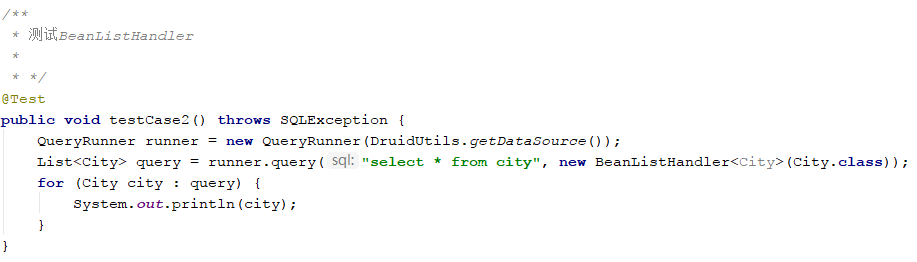 /**
 * 测试BeanListHandler
 *
 * */
@Test
public void testCase2() throws SQLException {
    QueryRunner runner = new QueryRunner(DruidUtils.getDataSource());
    List<City> query = runner.query( sql: "select * from city", new BeanListHandler<City>(City.class));
    for (City city : query) {
        System.out.println(city);
    }
}